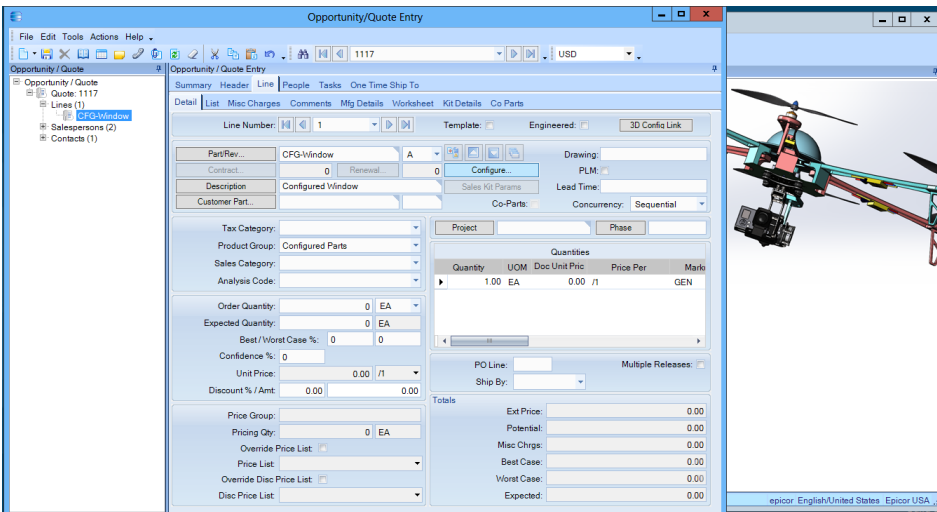 Opportunity/Quote Entry
File Edit Tools Actions Help
1117 USD
Opportunity / Quote
Opportunity / Quote
Quote: 1117
Lines (1)
CFG-Window
Salespersons (2)
Contacts (1)
Opportunity / Quote Entry
Summary Header Line People Tasks One Time Ship To
Detail List Misc Charges Comments Mfg Details Worksheet Kit Details Co Parts
Line Number: 1 Template: Engineered: 3D Config Link
Part/Rev... CFG-Window A Drawing:
Contract... 0 Renewal... 0 Configure... PLM:
Description Configured Window Sales Kit Params Lead Time:
Customer Part... Co-Parts: Concurrency: Sequential
Tax Category: Project Phase
Product Group: Configured Parts
Sales Category:
Analysis Code:
Quantities
Quantity UOM Doc Unit Pric Price Per Mark
1.00 EA 0.00 /1 GEN
Order Quantity: 0 EA
Expected Quantity: 0 EA
Best / Worst Case %: 0 0
Confidence %: 0
Unit Price: 0.00 /1
Discount % / Amt: 0.00 0.00
PO Line: Multiple Releases:
Ship By:
Price Group:
Pricing Qty: 0 EA
Override Price List:
Price List:
Override Disc Price List:
Disc Price List:
Totals
Ext Price: 0.00
Potential: 0.00
Misc Chrgs: 0.00
Best Case: 0.00
Worst Case: 0.00
Expected: 0.00
epicor English/United States Epicor USA